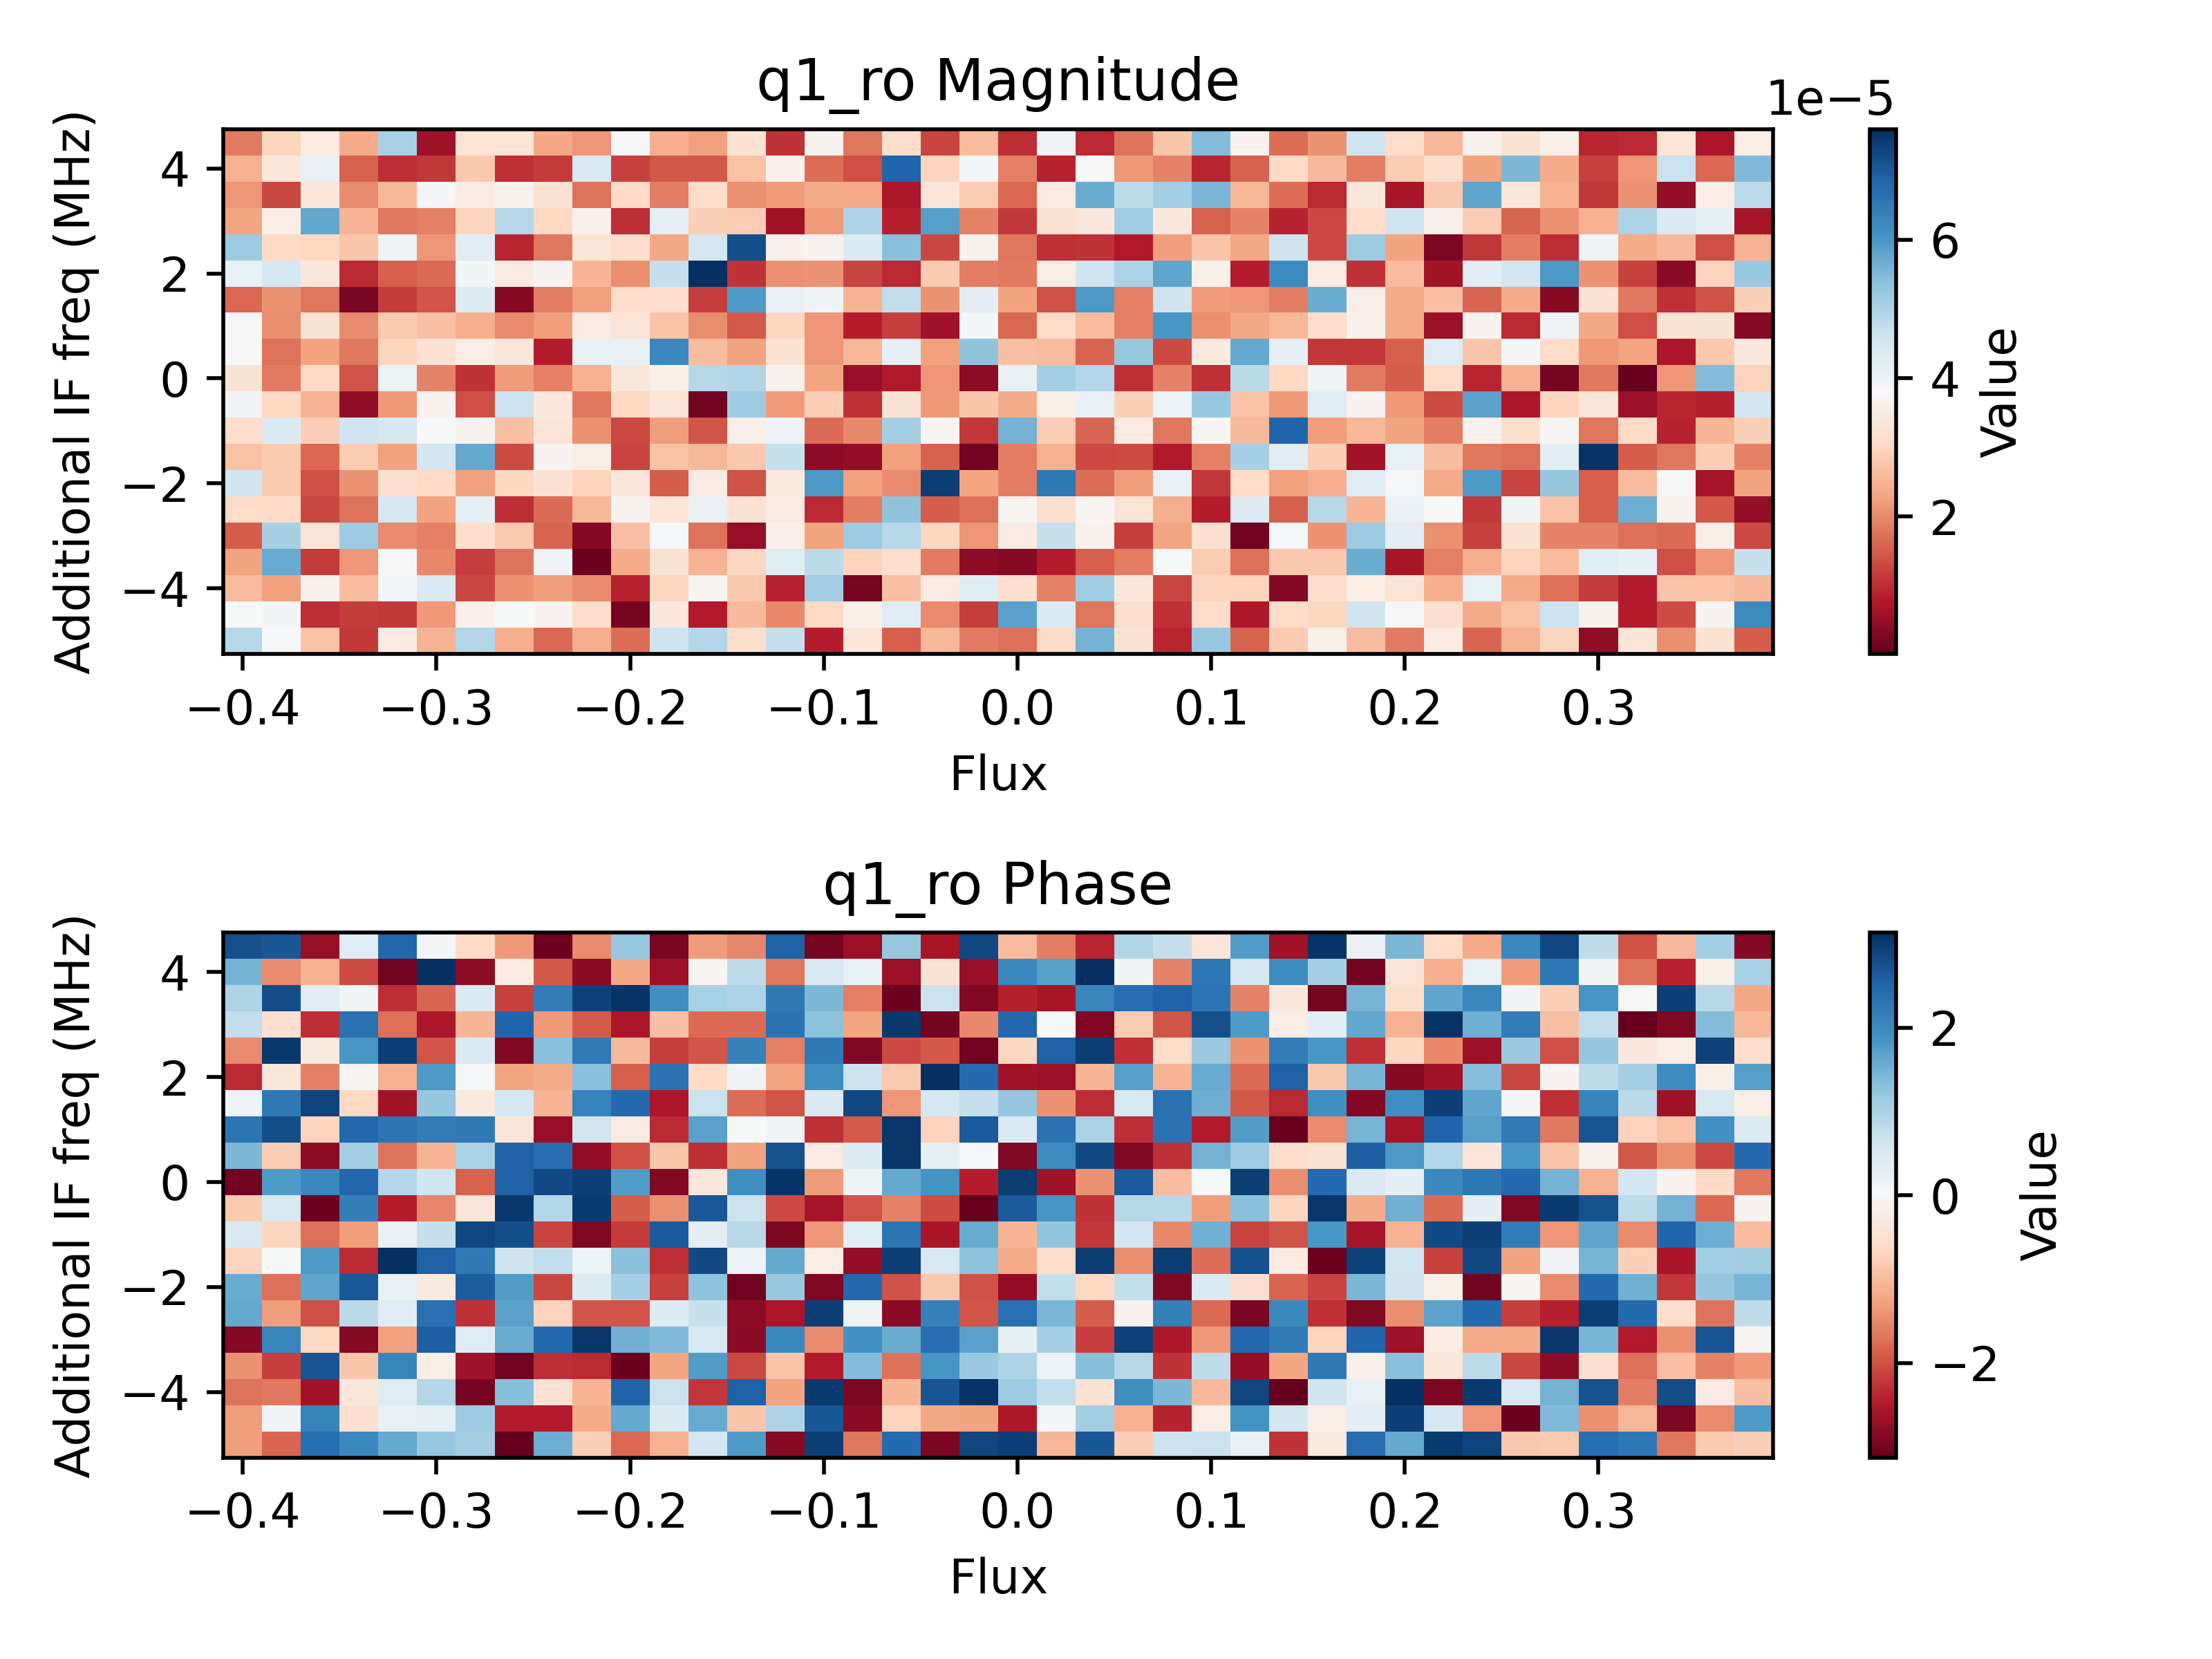 q1_ro Magnitude
1e−5
Additional IF freq (MHz)
4
2
0
−2
−4
−0.4 −0.3 −0.2 −0.1 0.0 0.1 0.2 0.3
Flux
6
4
2
Value
q1_ro Phase
Additional IF freq (MHz)
4
2
0
−2
−4
−0.4 −0.3 −0.2 −0.1 0.0 0.1 0.2 0.3
Flux
2
0
−2
Value